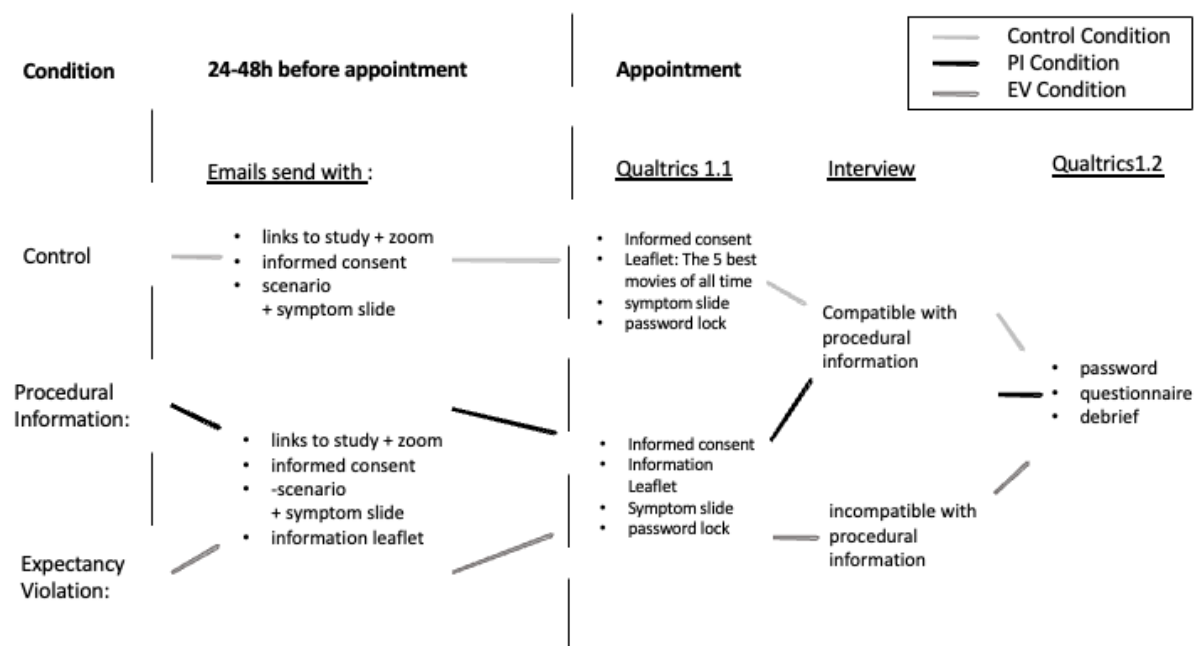 Control Condition
PI Condition
EV Condition
Condition
24-48h before appointment
Appointment
Emails send with :
Qualtrics 1.1
Interview
Qualtrics1.2
Control
• links to study + zoom
• informed consent
• scenario
+ symptom slide
• Informed consent
• Leaflet: The 5 best
movies of all time
• symptom slide
• password lock
Compatible with
procedural
information
• password
• questionnaire
• debrief
Procedural
Information:
• links to study + zoom
• informed consent
• -scenario
+ symptom slide
• information leaflet
• Informed consent
• Information
Leaflet
• Symptom slide
• password lock
incompatible with
procedural
information
Expectancy
Violation: